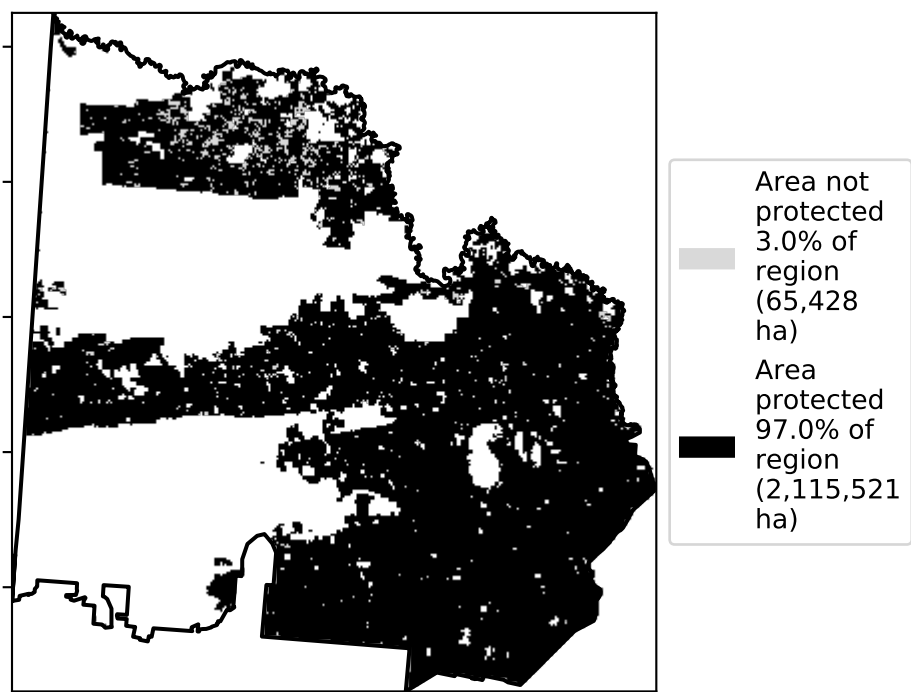 Area not
protected
3.0% of
region
(65,428
ha)
Area
protected
97.0% of
region
(2,115,521
ha)